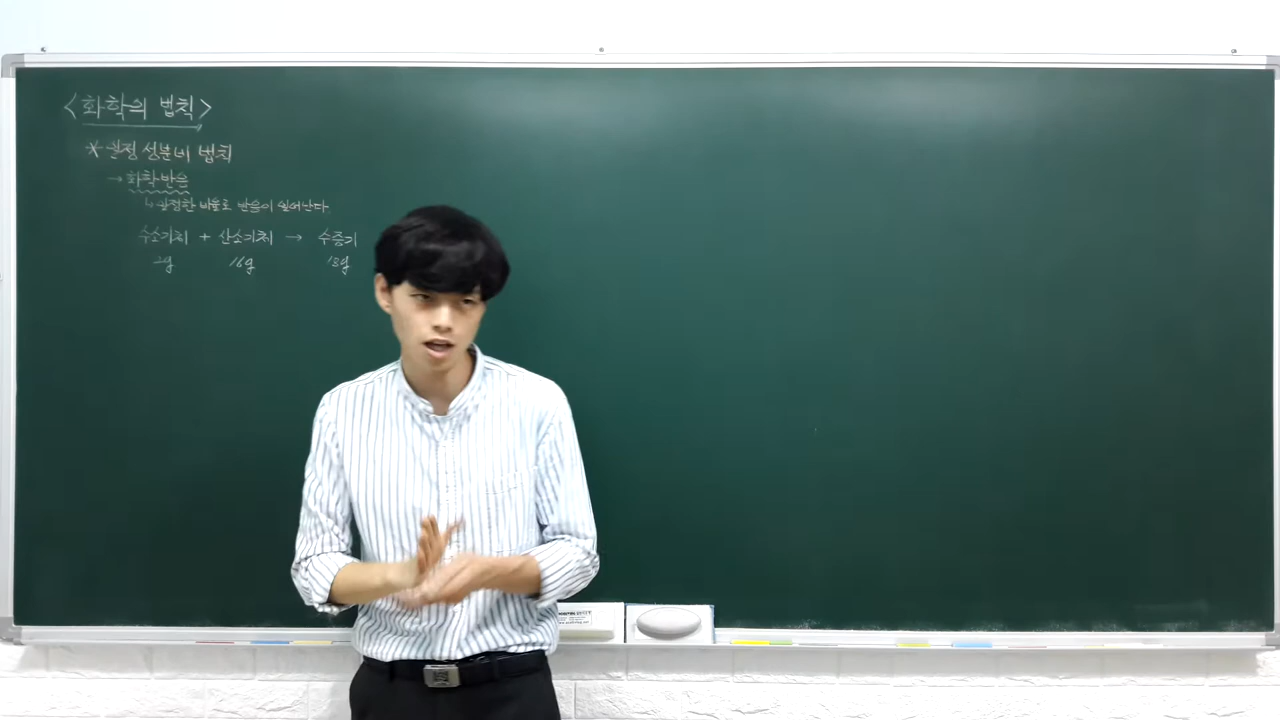 <화학의 법칙>
* 일정 성분비 법칙
→ 화학반응
↳ 일정한 비율로 반응이 일어난다.
수소기체 + 산소기체 → 수증기
2g 16g 18g